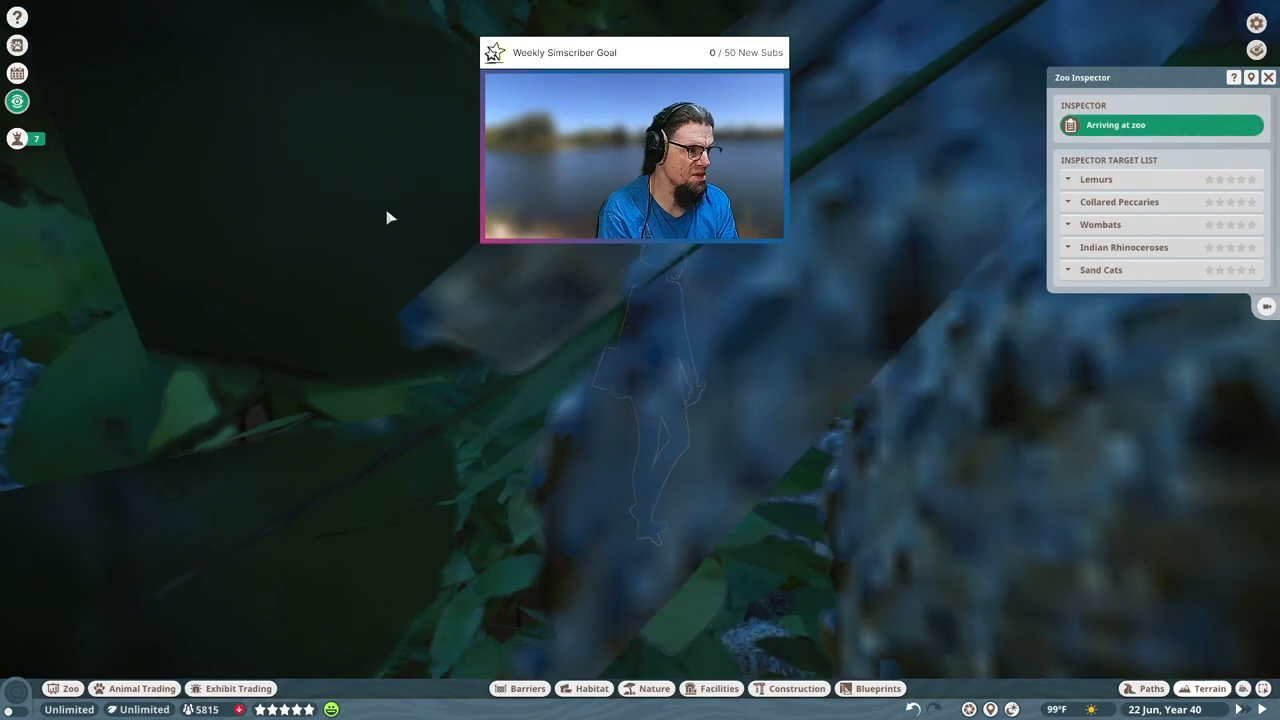 Weekly Simscriber Goal 0 / 50 New Subs
Zoo Inspector
?
INSPECTOR
Arriving at zoo
7
INSPECTOR TARGET LIST
Lemurs
Collared Peccaries
Wombats
Indian Rhinoceroses
Sand Cats
Zoo Animal Trading Exhibit Trading Barriers Habitat Nature Facilities Construction Blueprints Paths Terrain
Unlimited Unlimited 5815 99°F 22 Jun, Year 40